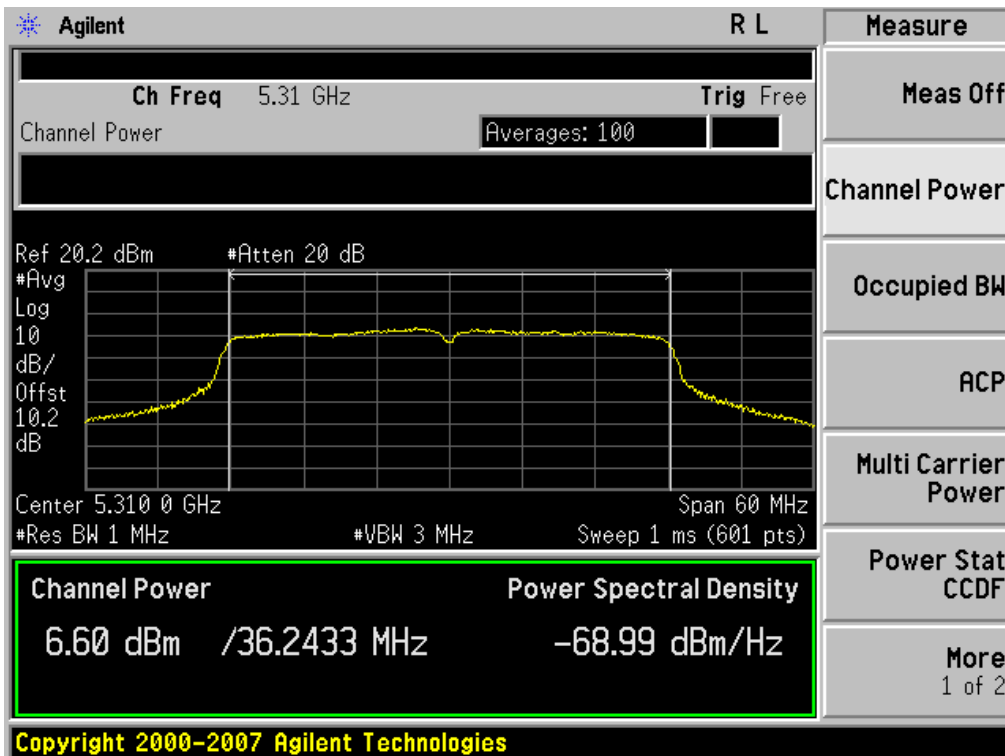 Agilent R L
Ch Freq 5.31 GHz Trig Free
Channel Power Averages: 100
Ref 20.2 dBm #Atten 20 dB
#Avg
Log
10
dB/
Offst
10.2
dB
Center 5.310 0 GHz Span 60 MHz
#Res BW 1 MHz #VBW 3 MHz Sweep 1 ms (601 pts)
Channel Power Power Spectral Density
6.60 dBm /36.2433 MHz -68.99 dBm/Hz
Copyright 2000-2007 Agilent Technologies
Measure
Meas Off
Channel Power
Occupied BW
ACP
Multi Carrier
Power
Power Stat
CCDF
More
1 of 2